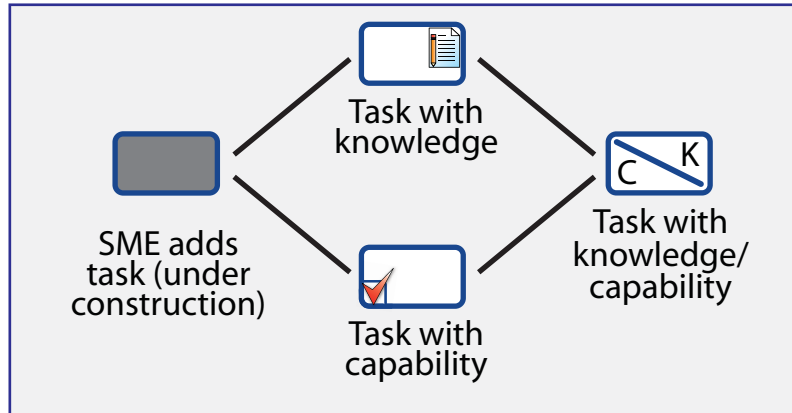 Task with
knowledge
C
K
SME adds
task (under
construction)
Task with
knowledge/
capability
Task with
capability